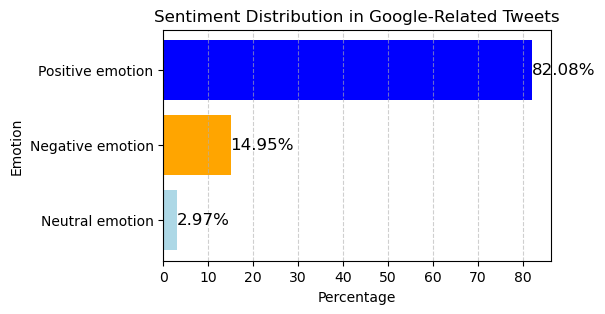 Sentiment Distribution in Google-Related Tweets
Positive emotion
82.08%
Negative emotion
14.95%
Neutral emotion
2.97%
Emotion
0 10 20 30 40 50 60 70 80
Percentage